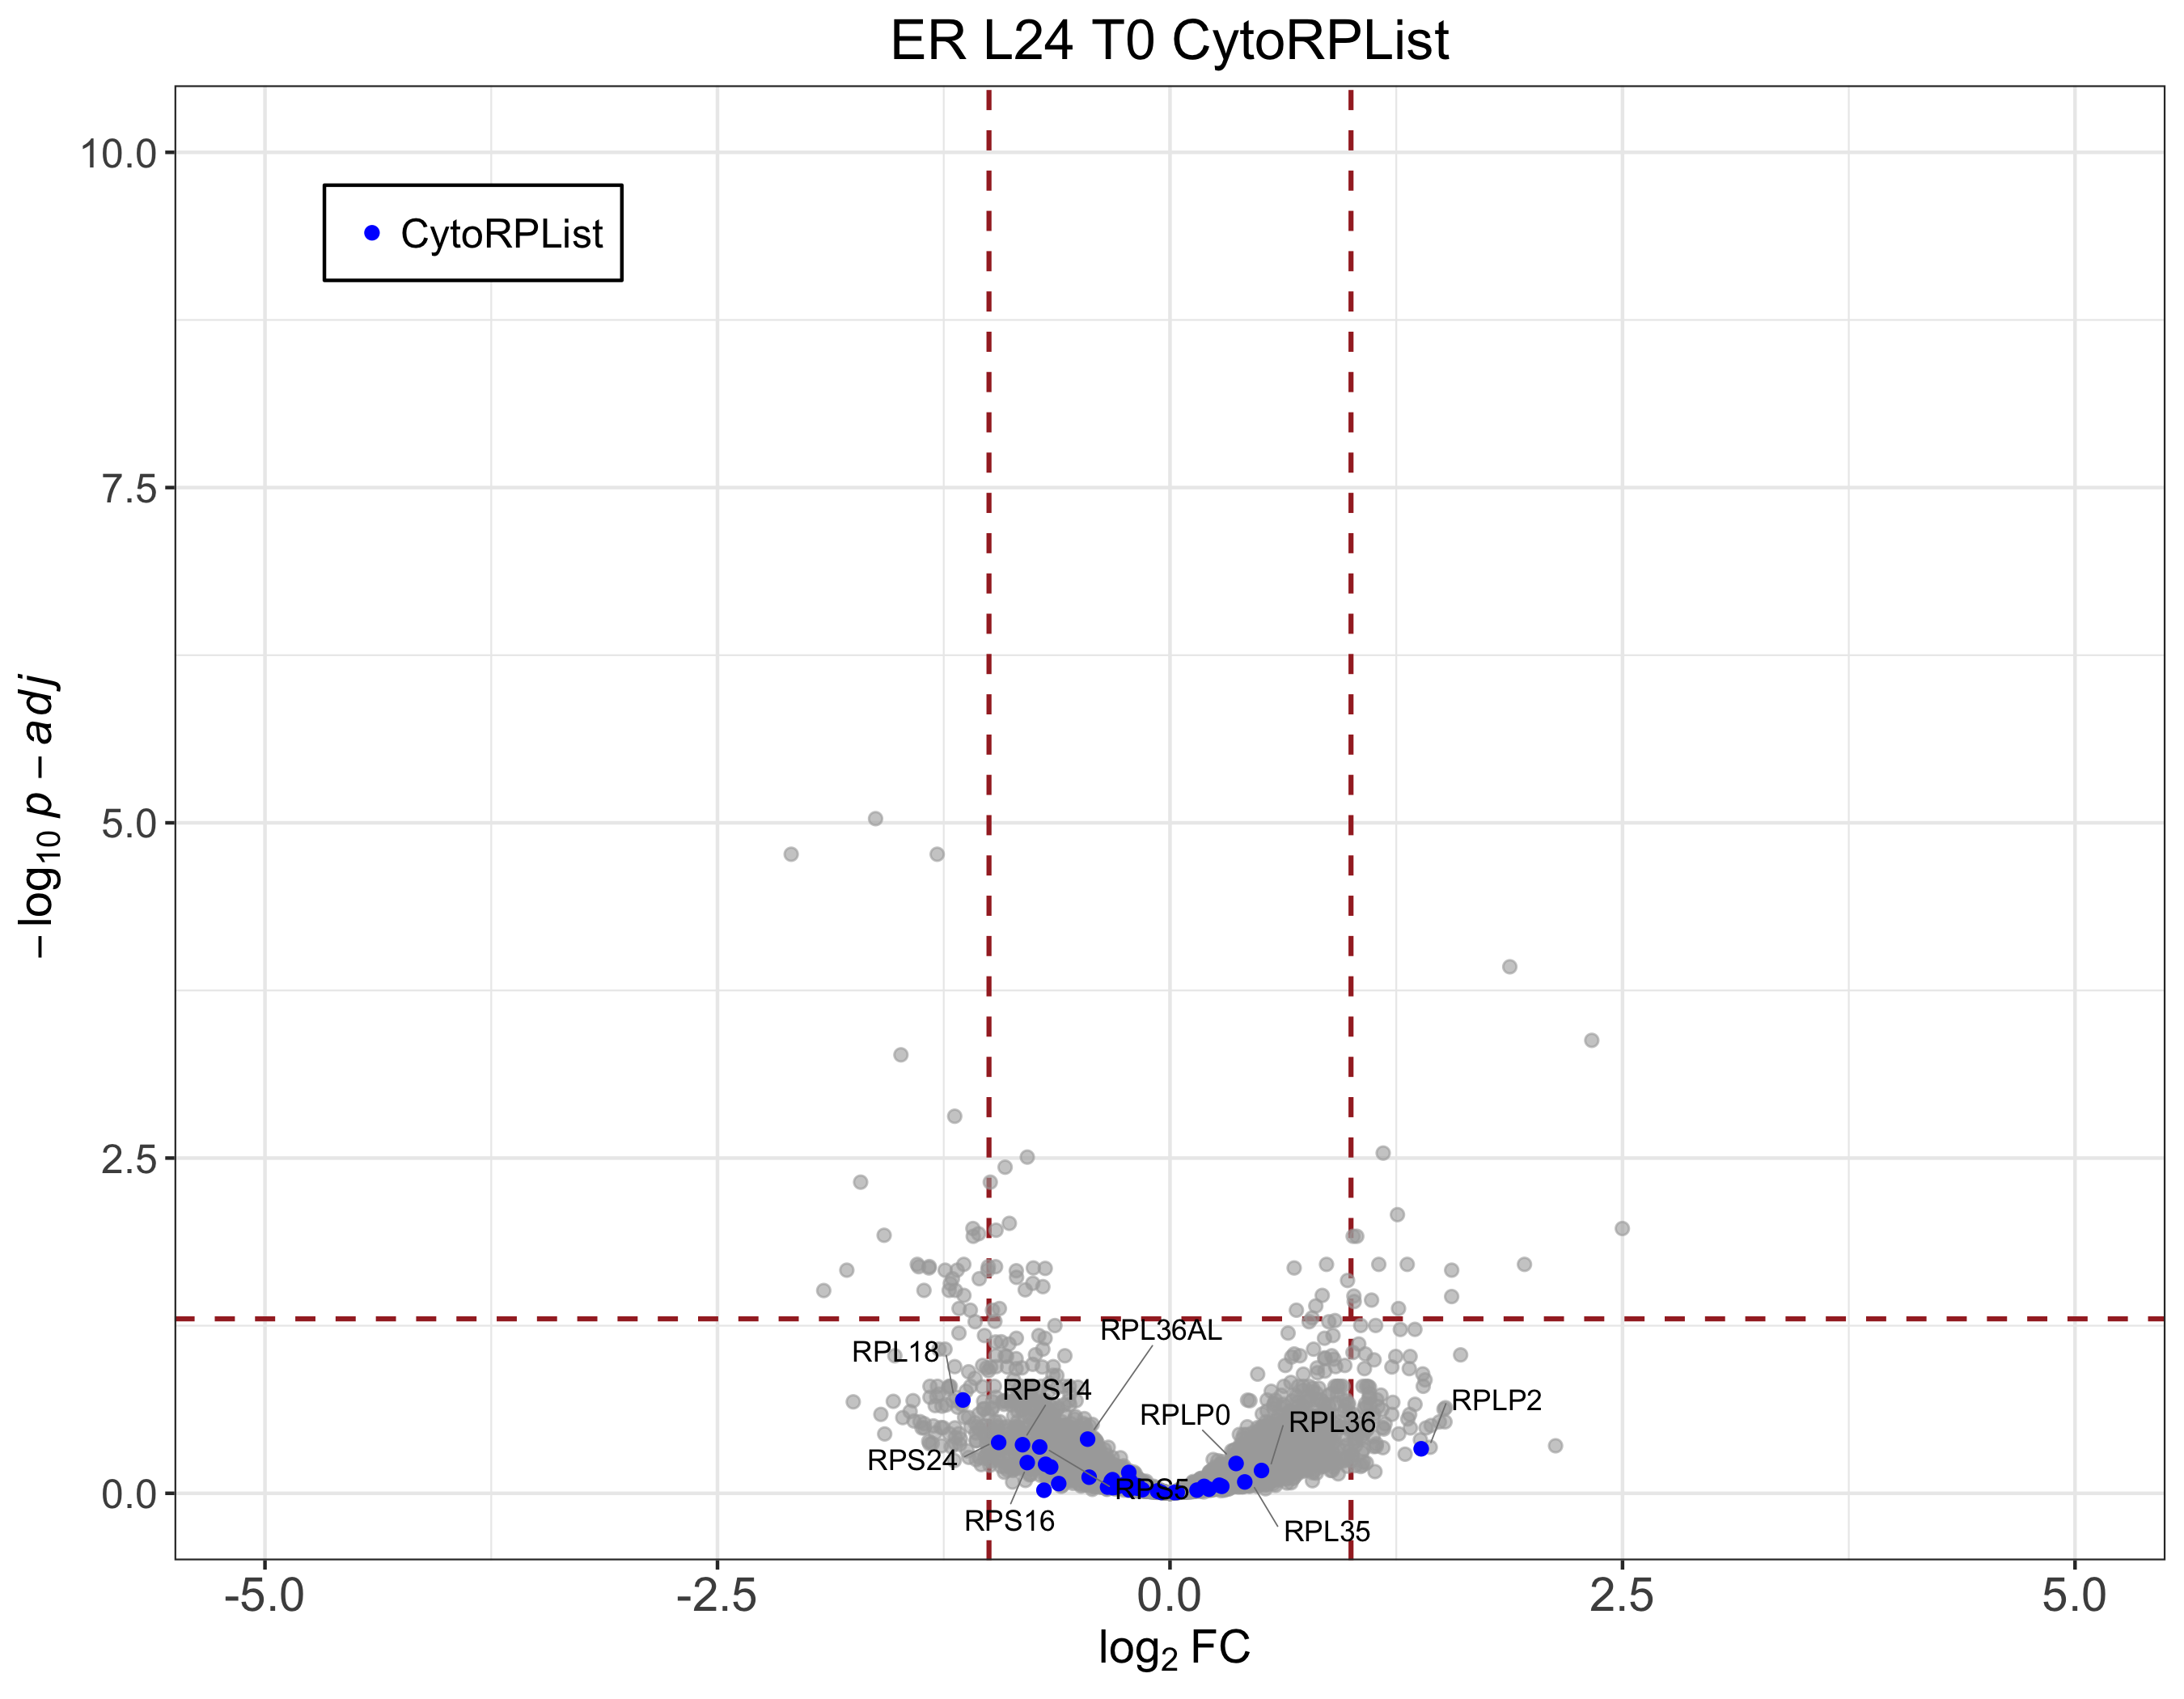 ER L24 T0 CytoRPList
10.0
CytoRPList
7.5
5.0
2.5
0.0
−log10 p − adj
RPL36AL
RPL18
RPS14
RPLP0
RPL36
RPLP2
RPS24
RPS5
RPS16
RPL35
-5.0 -2.5 0.0 2.5 5.0
log2 FC